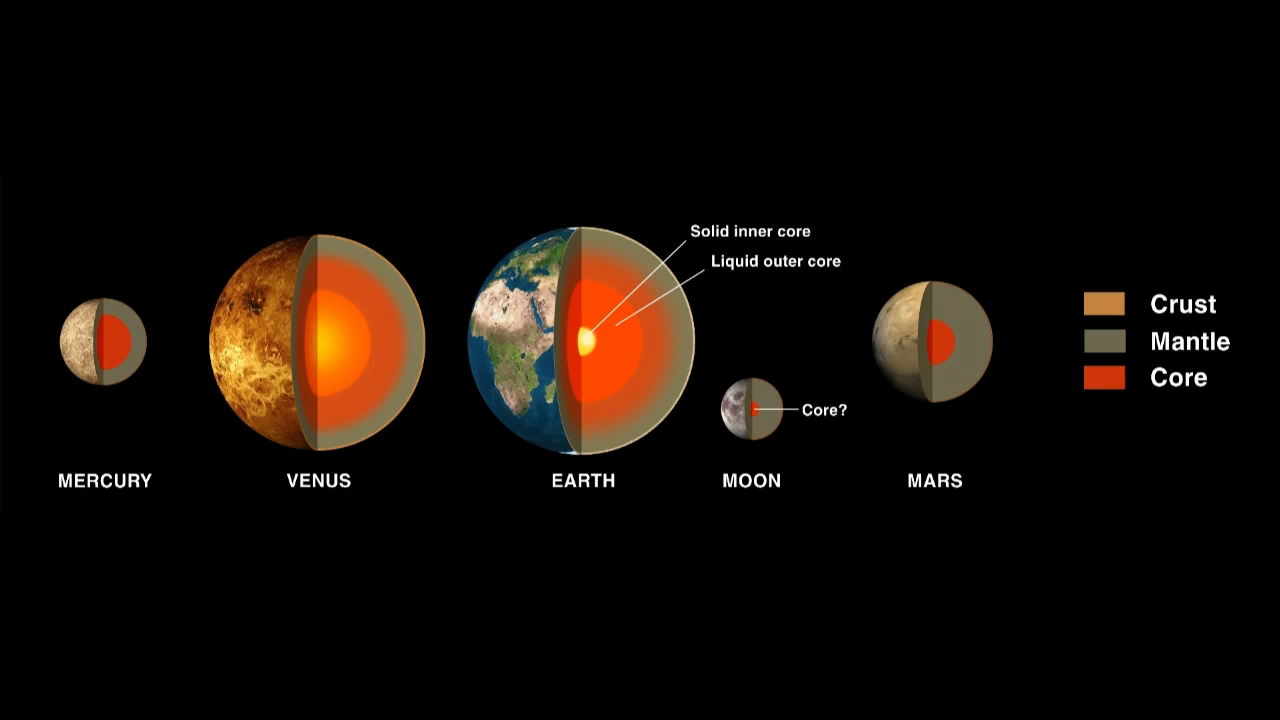 Solid inner core
Liquid outer core
Crust
Mantle
Core
Core?
MERCURY
VENUS
EARTH
MOON
MARS